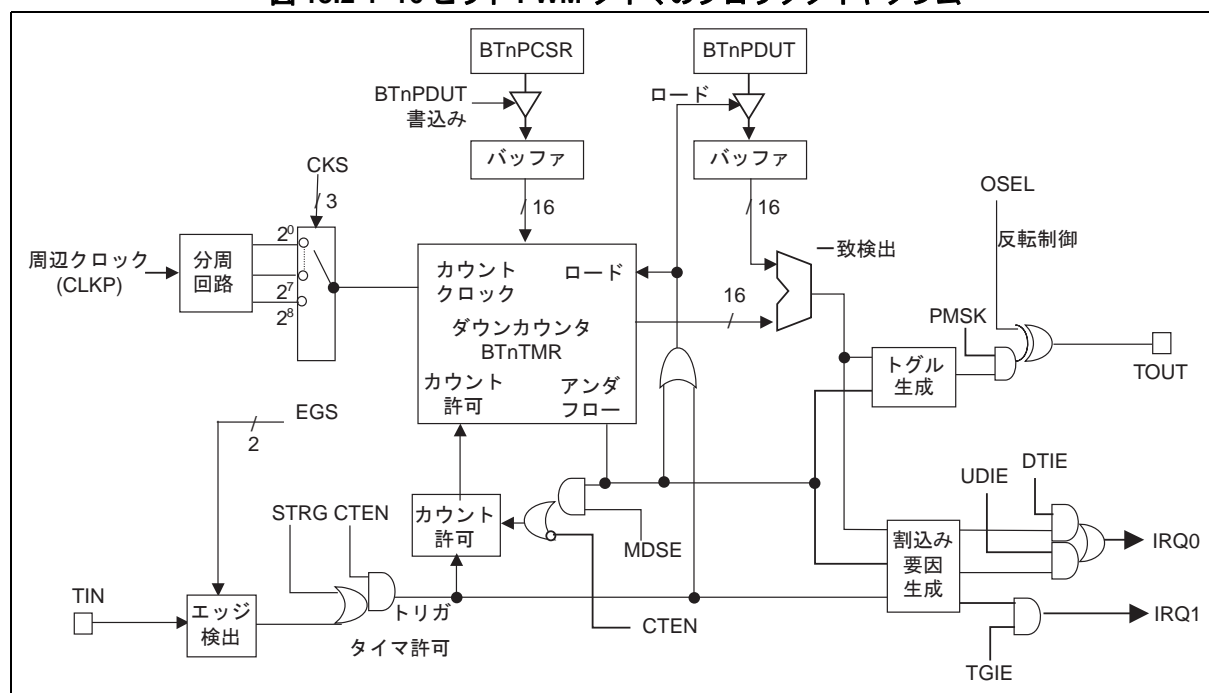 BTnPCSR
BTnPDUT
BTnPDUT
書込み
ロード
バッファ
バッファ
CKS
3
16
16
OSEL
反転制御
一致検出
周辺クロック
(CLKP)
分周
回路
2⁰
2⁷
2⁸
カウント
クロック
ロード
ダウンカウンタ
BTnTMR
カウント
許可
アンダ
フロー
16
PMSK
トグル
生成
TOUT
EGS
2
STRG CTEN
カウント
許可
MDSE
CTEN
UDIE
DTIE
割込み
要因
生成
IRQ0
IRQ1
TGIE
TIN
エッジ
検出
トリガ
タイマ許可